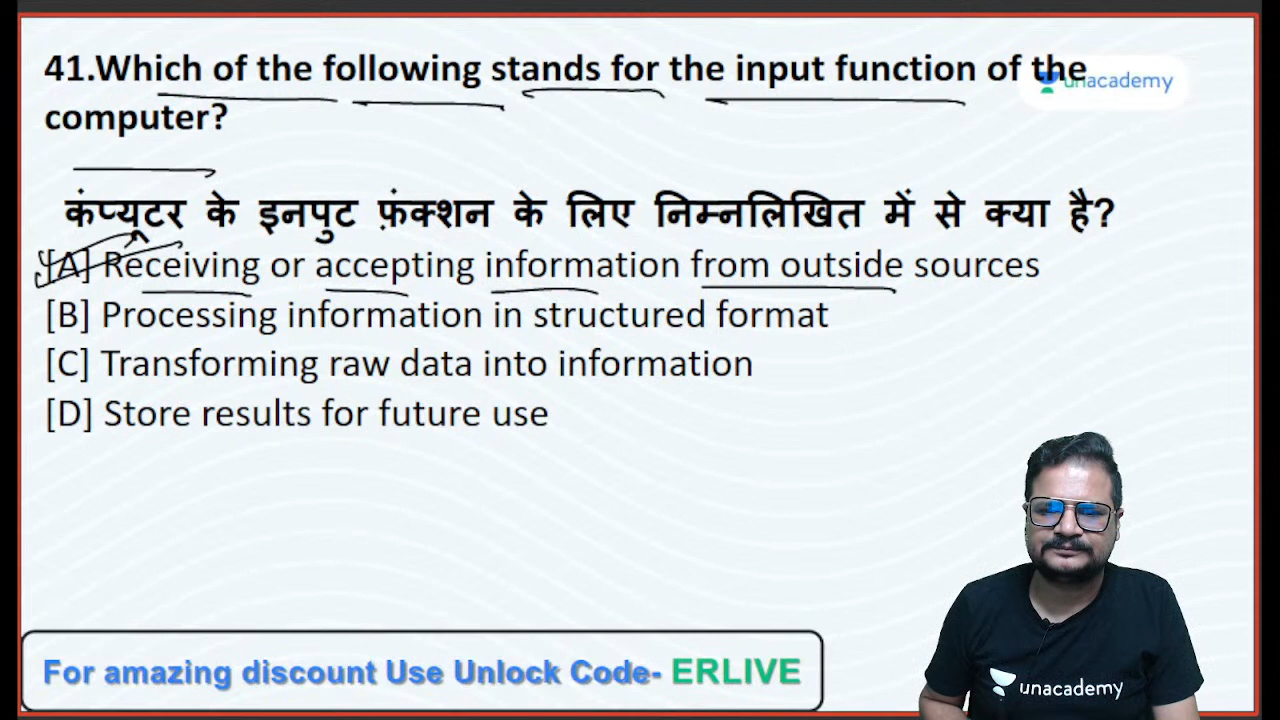 41.Which of the following stands for the input function of the
unacademy
computer?
कंप्यूटर के इनपुट फ़ंक्शन के लिए निम्नलिखित में से क्या है?
[A] Receiving or accepting information from outside sources
[B] Processing information in structured format
[C] Transforming raw data into information
[D] Store results for future use
For amazing discount Use Unlock Code- ERLIVE
unacademy